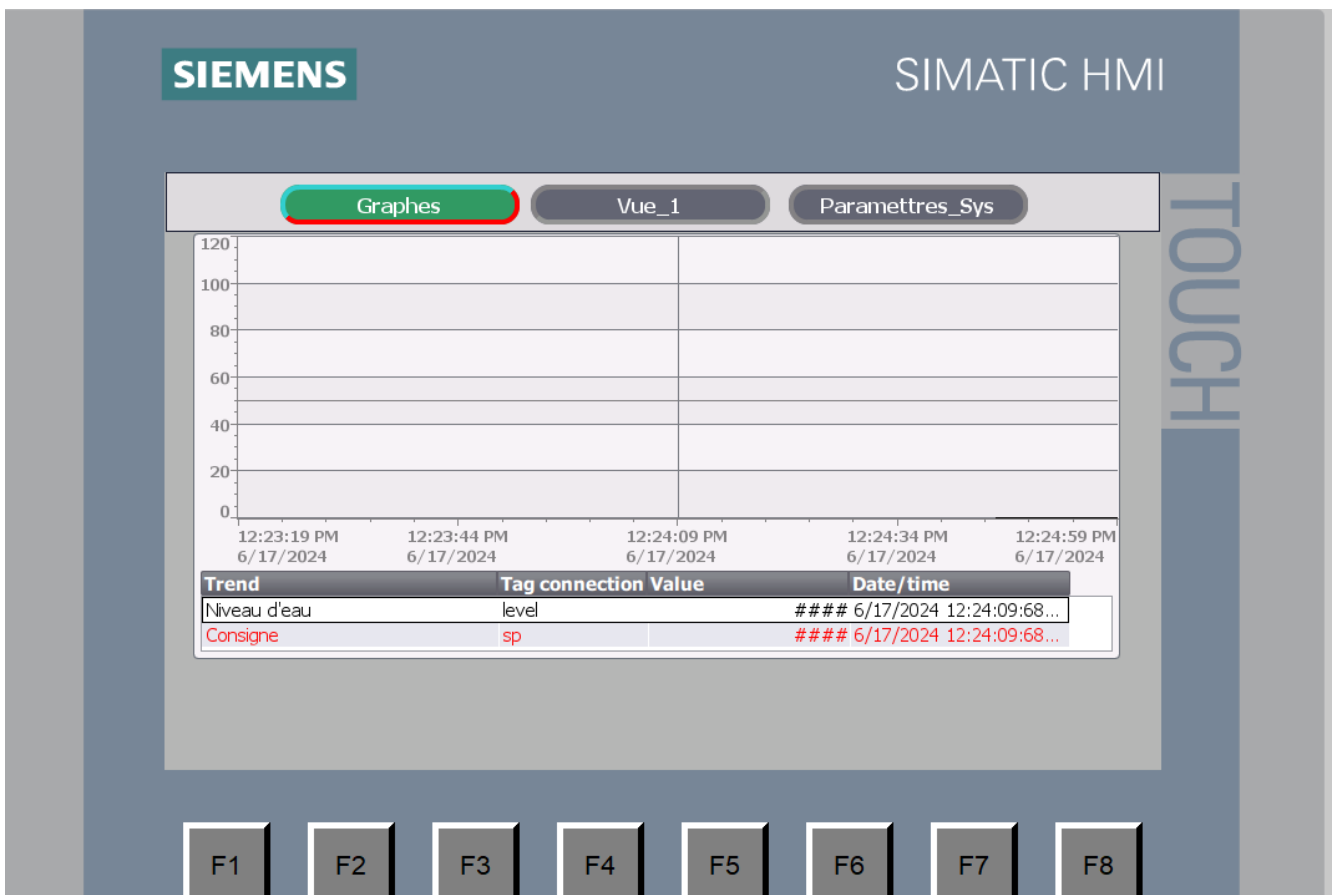 SIEMENS
SIMATIC HMI
TOUCH
Graphes Vue_1 Paramettres_Sys
120
100
80
60
40
20
0
12:23:19 PM 12:23:44 PM 12:24:09 PM 12:24:34 PM 12:24:59 PM
6/17/2024 6/17/2024 6/17/2024 6/17/2024 6/17/2024
Trend Tag connection Value Date/time
Niveau d'eau level #### 6/17/2024 12:24:09:68...
Consigne sp #### 6/17/2024 12:24:09:68...
F1 F2 F3 F4 F5 F6 F7 F8